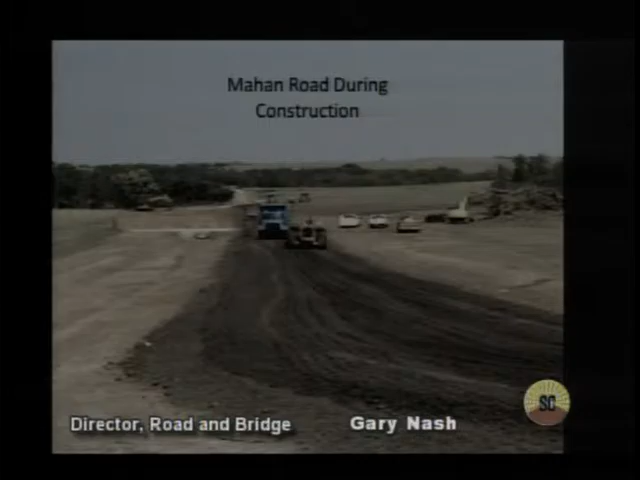 Mahan Road During
Construction
Director, Road and Bridge
Gary Nash
SC